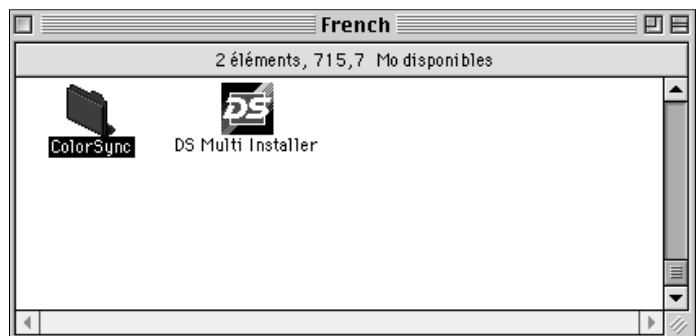 French
2 éléments, 715,7 Mo disponibles
DS
ColorSync
DS Multi Installer